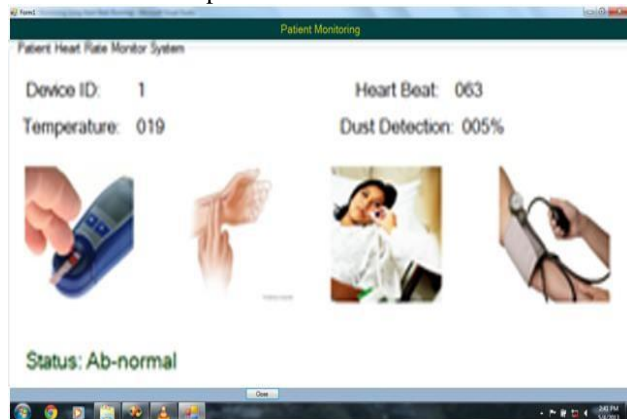 Form1
Patient Monitoring
Patient Heart Rate Monitor System
Device ID: 1
Heart Beat: 063
Temperature: 019
Dust Detection: 005%
Status: Ab-normal
Close